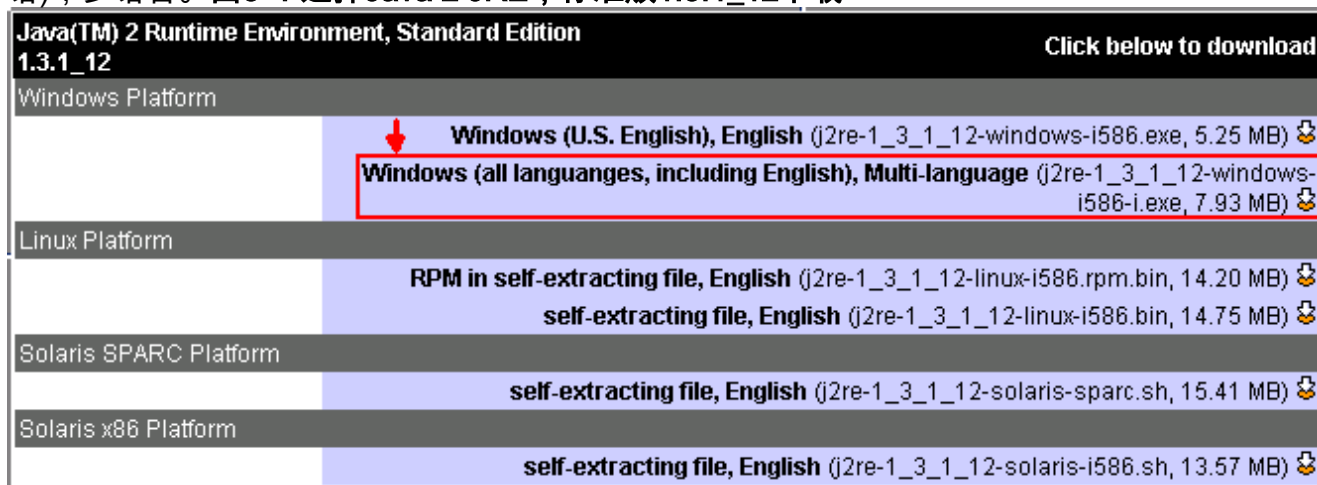 Java(TM) 2 Runtime Environment, Standard Edition
1.3.1_12
Click below to download
Windows Platform
Windows (U.S. English), English (j2re-1_3_1_12-windows-i586.exe, 5.25 MB)
Windows (all languanges, including English), Multi-language (j2re-1_3_1_12-windows-
i586-i.exe, 7.93 MB)
Linux Platform
RPM in self-extracting file, English (j2re-1_3_1_12-linux-i586.rpm.bin, 14.20 MB)
self-extracting file, English (j2re-1_3_1_12-linux-i586.bin, 14.75 MB)
Solaris SPARC Platform
self-extracting file, English (j2re-1_3_1_12-solaris-sparc.sh, 15.41 MB)
Solaris x86 Platform
self-extracting file, English (j2re-1_3_1_12-solaris-i586.sh, 13.57 MB)